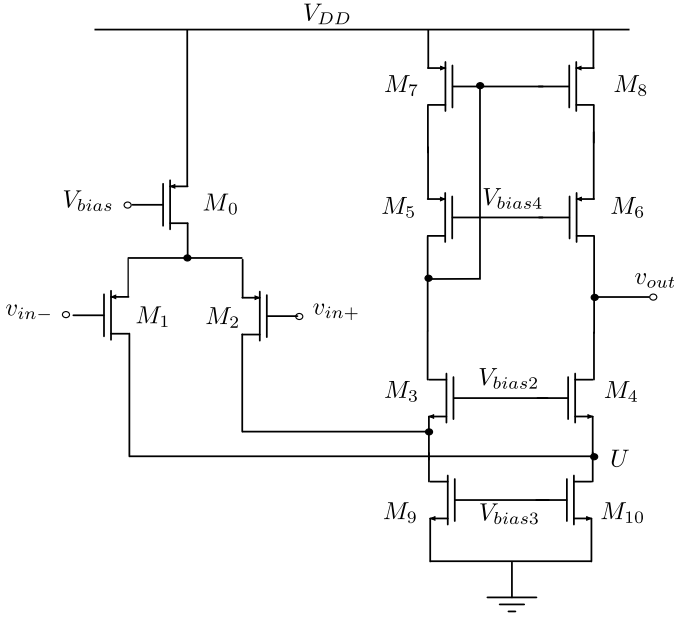 V_{DD}
M_7
M_8
V_{bias}
M_0
M_5
V_{bias4}
M_6
v_{out}
v_{in-}
M_1
M_2
v_{in+}
M_3
V_{bias2}
M_4
U
M_9
V_{bias3}
M_{10}